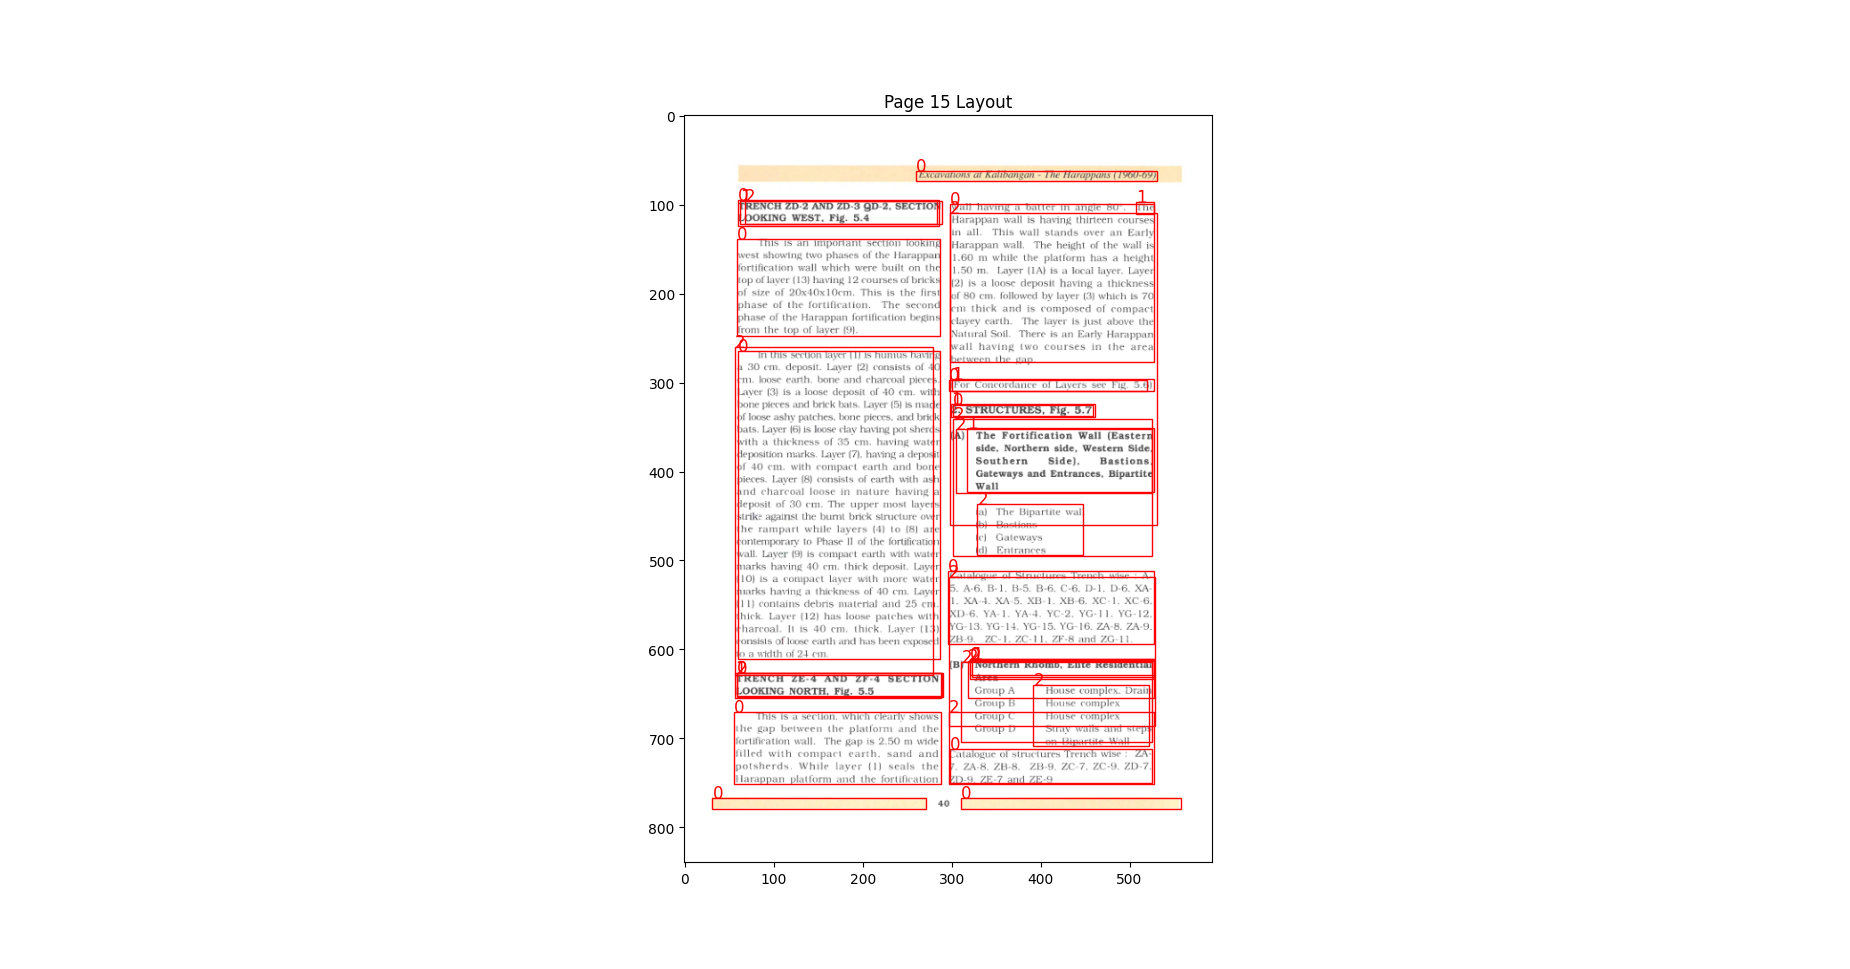 Page 15 Layout
Excavations at Kalibangan - The Harappans (1960-69)
TRENCH ZD-2 AND ZD-3 QD-2, SECTION
LOOKING WEST, Fig. 5.4
This is an important section looking
west showing two phases of the Harappan
fortification wall which were built on the
top of layer (13) having 12 courses of bricks
of size of 20x40x10cm. This is the first
phase of the fortification. The second
phase of the Harappan fortification begins
from the top of layer (9).
In this section layer (1) is humus having
a 30 cm. deposit. Layer (2) consists of 40
cm. loose earth, bone and charcoal pieces.
Layer (3) is a loose deposit of 40 cm. with
bone pieces and brick bats. Layer (5) is made
of loose ashy patches, bone pieces, and brick
bats. Layer (6) is loose clay having pot sherds
with a thickness of 35 cm. having water
deposition marks. Layer (7), having a deposit
of 40 cm. with compact earth and bone
pieces. Layer (8) consists of earth with ash
and charcoal loose in nature having a
deposit of 30 cm. The upper most layers
strike against the burnt brick structure over
the rampart while layers (4) to (8) are
contemporary to Phase II of the fortification
wall. Layer (9) is compact earth with water
marks having 40 cm. thick deposit. Layer
(10) is a compact layer with more water
marks having a thickness of 40 cm. Layer
(11) contains debris material and 25 cm.
thick. Layer (12) has loose patches with
charcoal. It is 40 cm. thick. Layer (13)
consists of loose earth and has been exposed
to a width of 24 cm.
TRENCH ZE-4 AND ZF-4 SECTION
LOOKING NORTH, Fig. 5.5
This is a section, which clearly shows
the gap between the platform and the
fortification wall. The gap is 2.50 m wide
filled with compact earth, sand and
potsherds. While layer (1) seals the
Harappan platform and the fortification
wall having a batter in angle 80°. The
Harappan wall is having thirteen courses
in all. This wall stands over an Early
Harappan wall. The height of the wall is
1.60 m while the platform has a height
1.50 m. Layer (1A) is a local layer. Layer
(2) is a loose deposit having a thickness
of 80 cm. followed by layer (3) which is 70
cm thick and is composed of compact
clayey earth. The layer is just above the
Natural Soil. There is an Early Harappan
wall having two courses in the area
between the gap.
(For Concordance of Layers see Fig. 5.6)
STRUCTURES, Fig. 5.7
(A) The Fortification Wall (Eastern
side, Northern side, Western Side,
Southern Side), Bastions,
Gateways and Entrances, Bipartite
Wall
(a) The Bipartite wall
(b) Bastions
(c) Gateways
(d) Entrances
Catalogue of Structures Trench wise : A-
5, A-6, B-1, B-5, B-6, C-6, D-1, D-6, XA-
1, XA-4, XA-5, XB-1, XB-6, XC-1, XC-6,
XD-6, YA-1, YA-4, YC-2, YG-11, YG-12,
YG-13, YG-14, YG-15, YG-16, ZA-8, ZA-9,
ZB-9, ZC-1, ZC-11, ZF-8 and ZG-11.
(B) Northern Rhomb, Elite Residential
Area
Group A House complex, Drain
Group B House complex
Group C House complex
Group D Stray walls and steps
on Bipartite Wall
Catalogue of structures Trench wise : ZA-
7, ZA-8, ZB-8, ZB-9, ZC-7, ZC-9, ZD-7,
ZD-9, ZE-7 and ZE-9
40
0
100
200
300
400
500
600
700
800
0 100 200 300 400 500